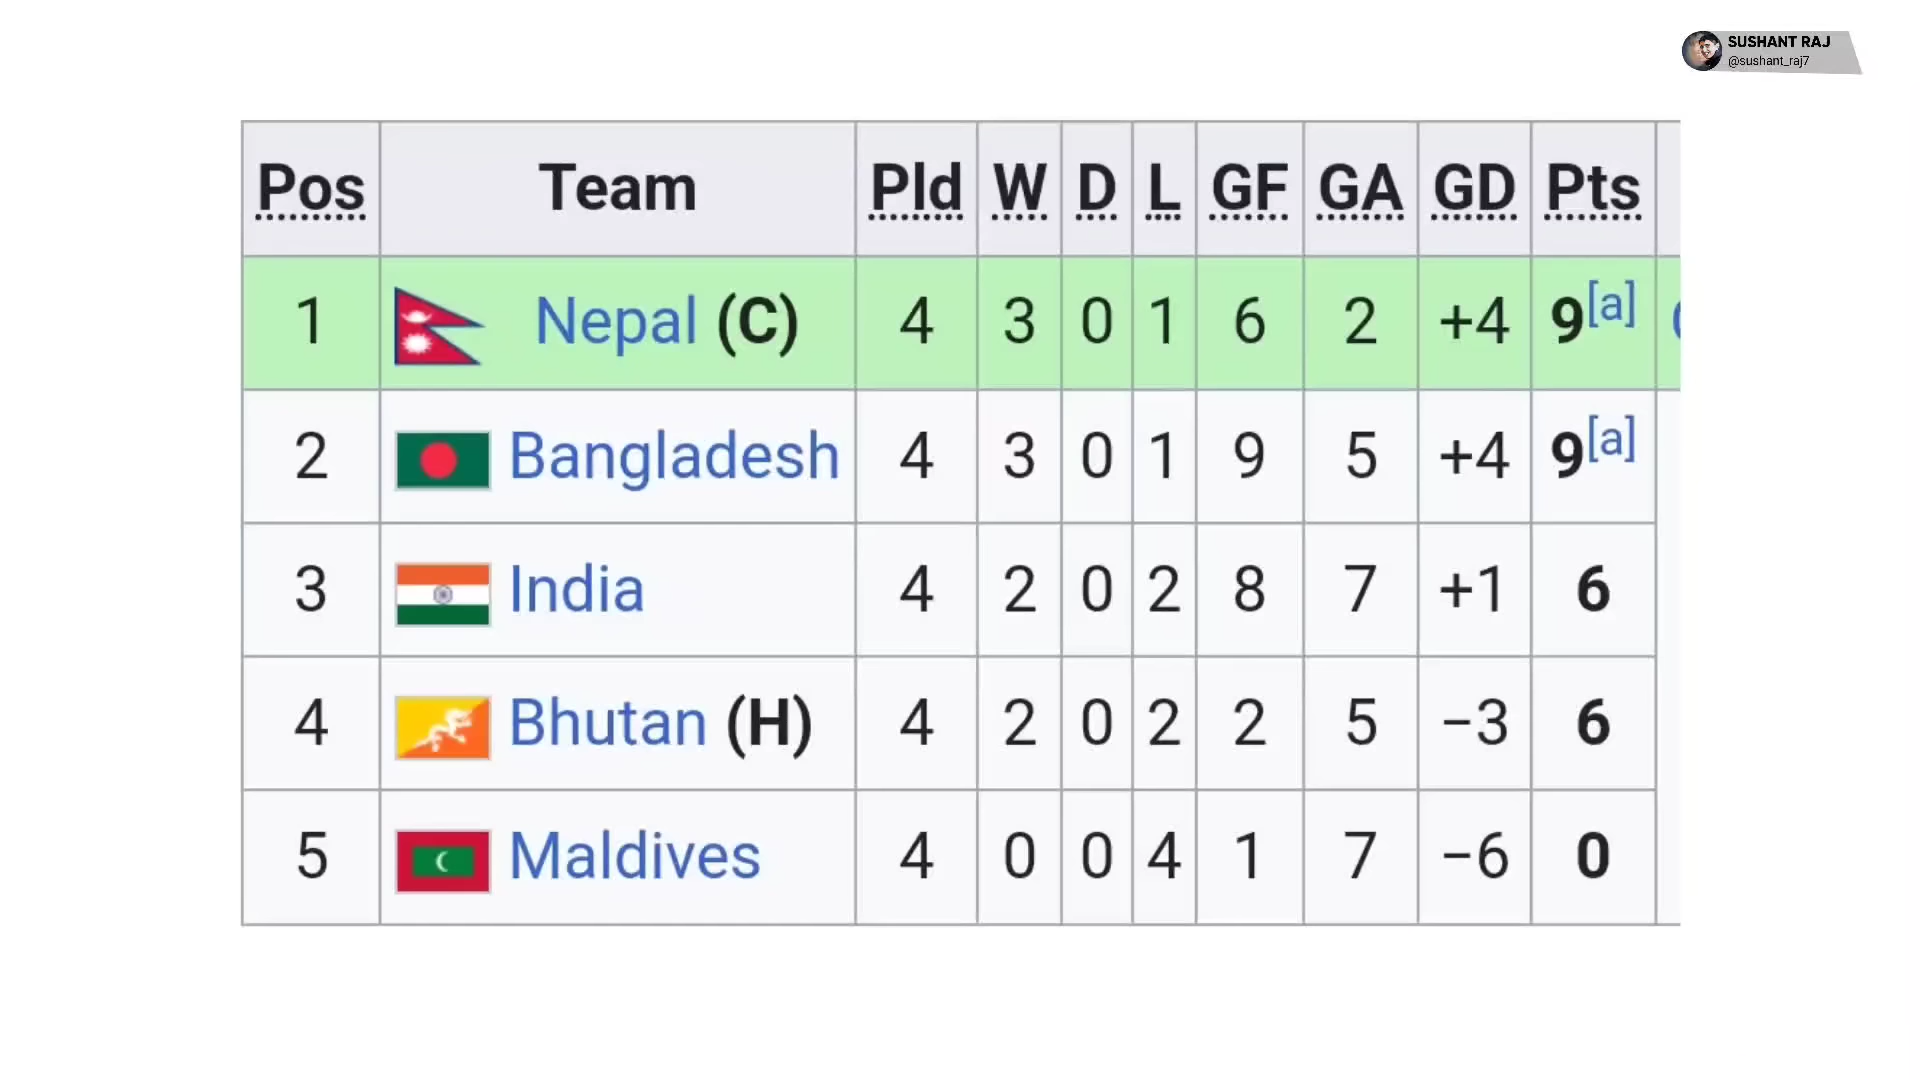 SUSHANT RAJ
@sushant_raj7
Pos Team Pld W D L GF GA GD Pts
1 Nepal (C) 4 3 0 1 6 2 +4 9[a]
2 Bangladesh 4 3 0 1 9 5 +4 9[a]
3 India 4 2 0 2 8 7 +1 6
4 Bhutan (H) 4 2 0 2 2 5 −3 6
5 Maldives 4 0 0 4 1 7 −6 0